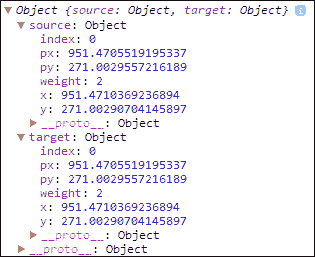 ▼ Object {source: Object, target: Object} i
▼ source: Object
index: 0
px: 951.4705519195337
py: 271.0029557216189
weight: 2
x: 951.4710369236894
y: 271.00290704145897
▶ __proto__: Object
▼ target: Object
index: 0
px: 951.4705519195337
py: 271.0029557216189
weight: 2
x: 951.4710369236894
y: 271.00290704145897
▶ __proto__: Object
▶ __proto__: Object